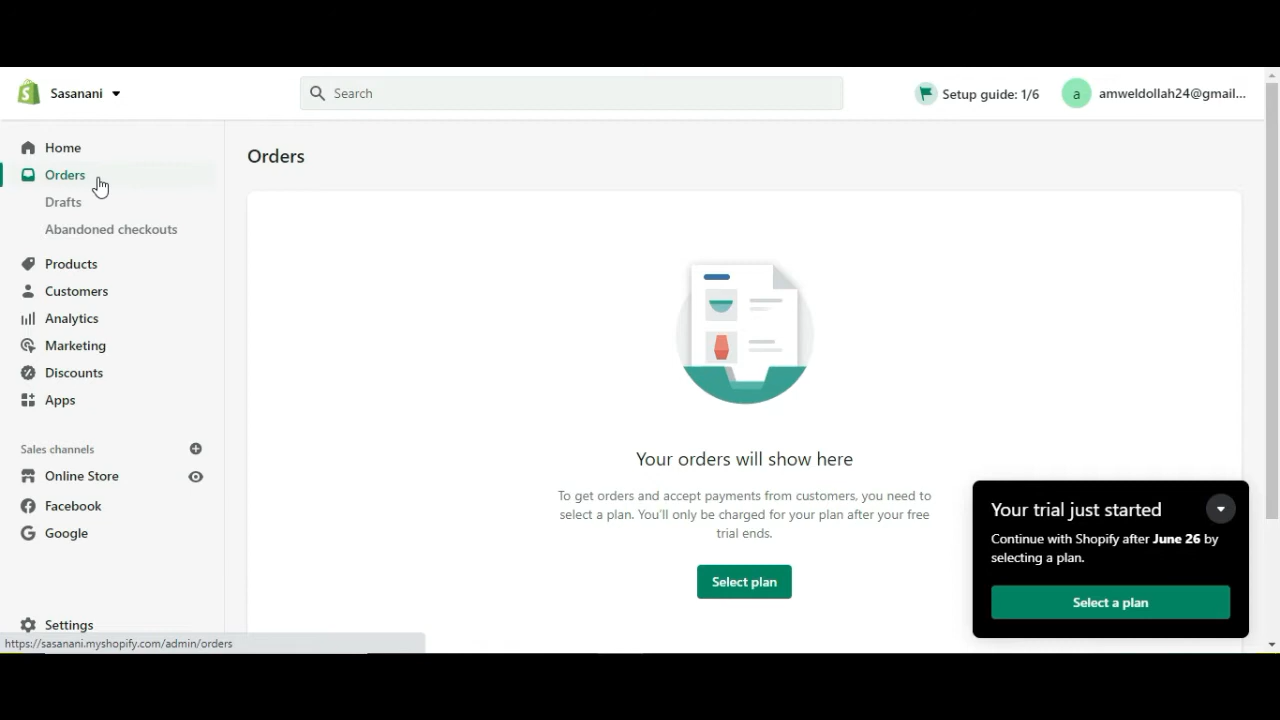 Sasanani
Search
Setup guide: 1/6
a
amweldollah24@gmail...
Home
Orders
Drafts
Abandoned checkouts
Products
Customers
Analytics
Marketing
Discounts
Apps
Sales channels
Online Store
Facebook
Google
Settings
https://sasanani.myshopify.com/admin/orders
Orders
Your orders will show here
To get orders and accept payments from customers, you need to
select a plan. You'll only be charged for your plan after your free
trial ends.
Select plan
Your trial just started
Continue with Shopify after June 26 by
selecting a plan.
Select a plan